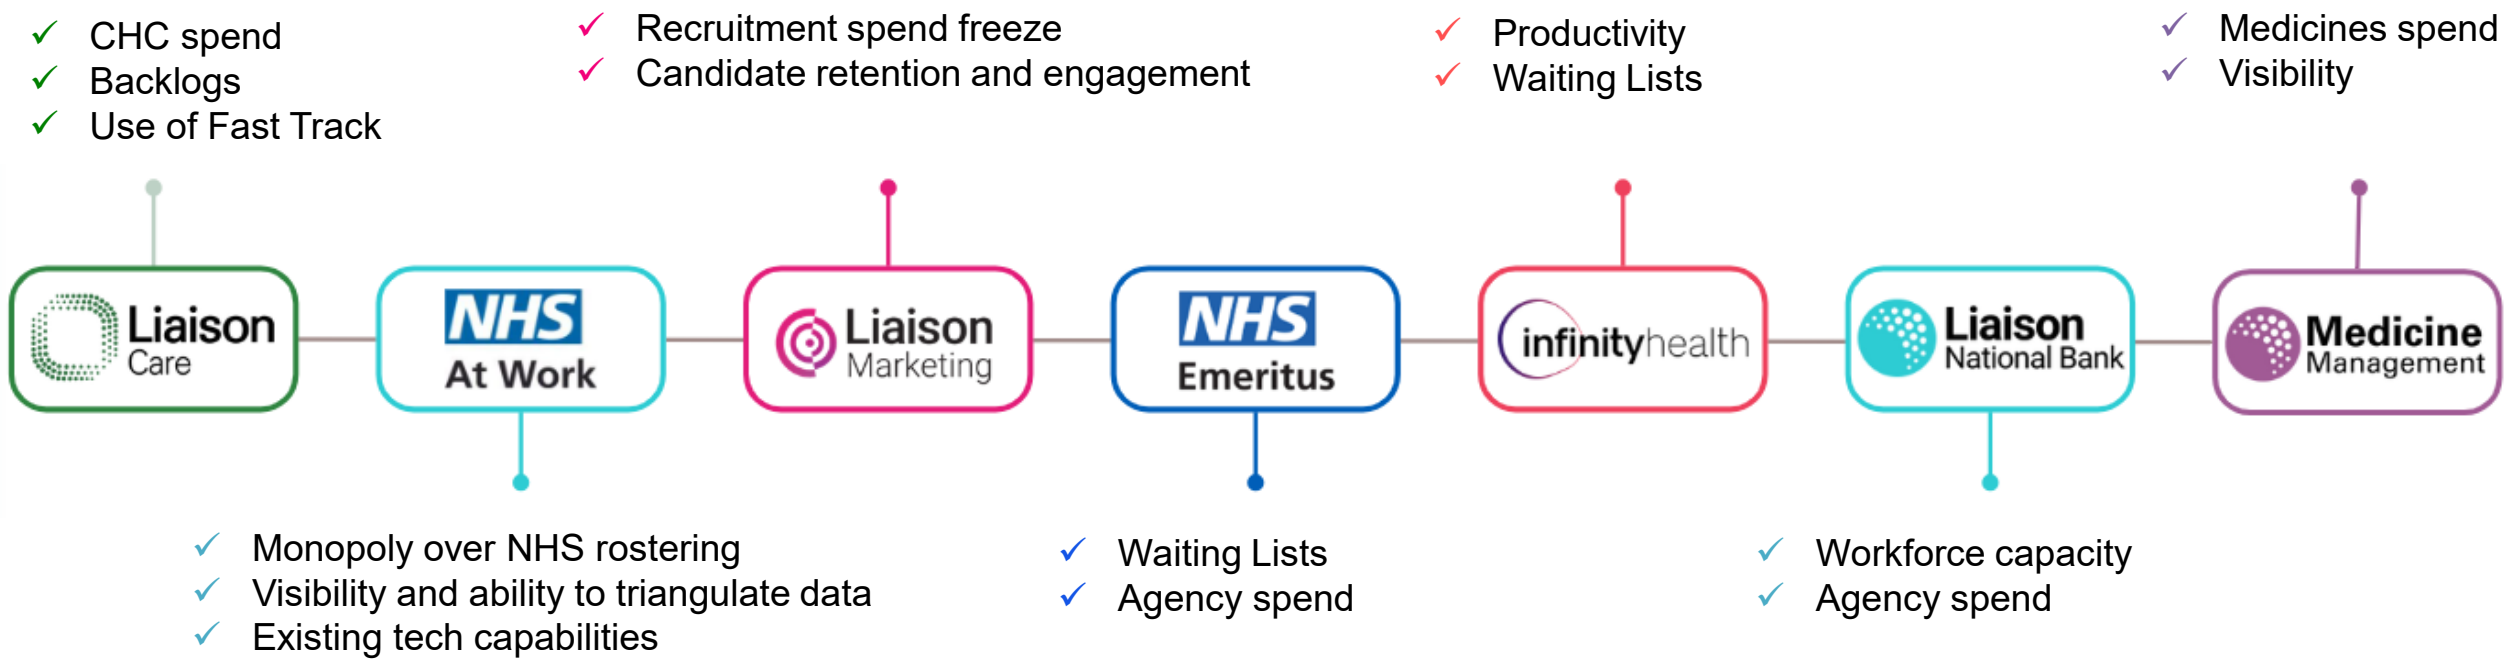 CHC spend
Backlogs
Use of Fast Track
Recruitment spend freeze
Candidate retention and engagement
Productivity
Waiting Lists
Medicines spend
Visibility
Liaison
Care
NHS
At Work
Liaison
Marketing
NHS
Emeritus
infinityhealth
Liaison
National Bank
Medicine
Management
Monopoly over NHS rostering
Visibility and ability to triangulate data
Existing tech capabilities
Waiting Lists
Agency spend
Workforce capacity
Agency spend